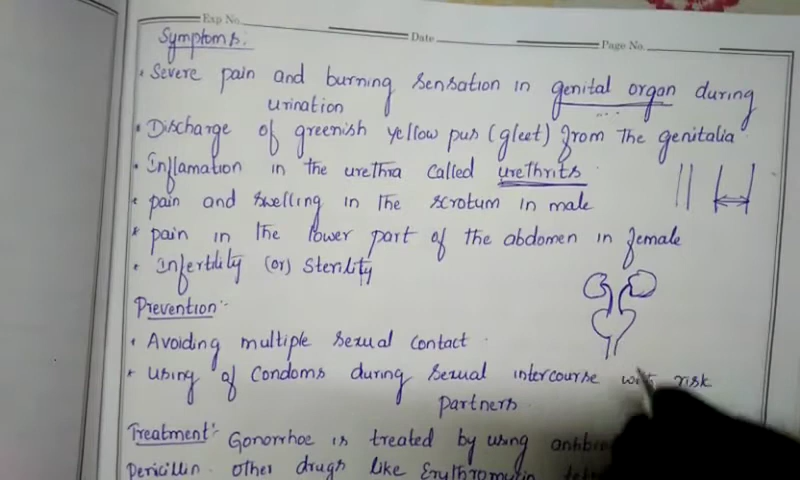 Exp No.
Date
Page No.
Symptoms:
• Severe pain and burning sensation in genital organ during
urination
• Discharge of greenish yellow pus (gleet) from the genitalia
• Inflamation in the urethra called urethrits
* pain and swelling in the scrotum in male
* pain in the lower part of the abdomen in female
• Infertility (or) Sterility
Prevention:-
• Avoiding multiple sexual contact
* Using of condoms during sexual intercourse with risk
partners
Treatment:- Gonorrhoe is treated by using
Penicillin. other drugs like Erythromycin